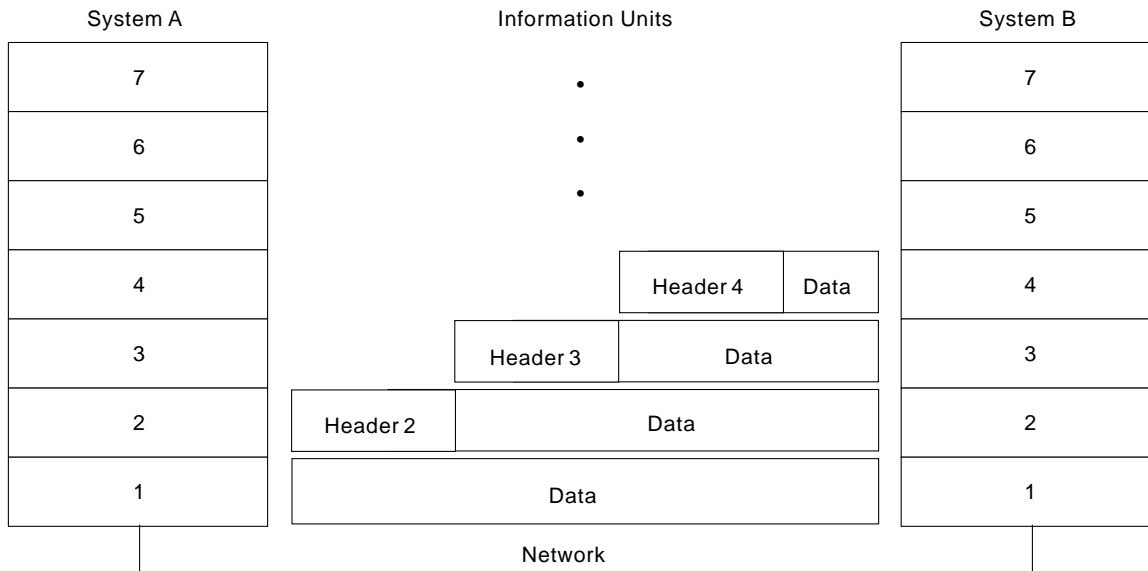 System A Information Units System B
7 • 7
6 • 6
5 • 5
4 Header 4 Data 4
3 Header 3 Data 3
2 Header 2 Data 2
1 Data 1
Network